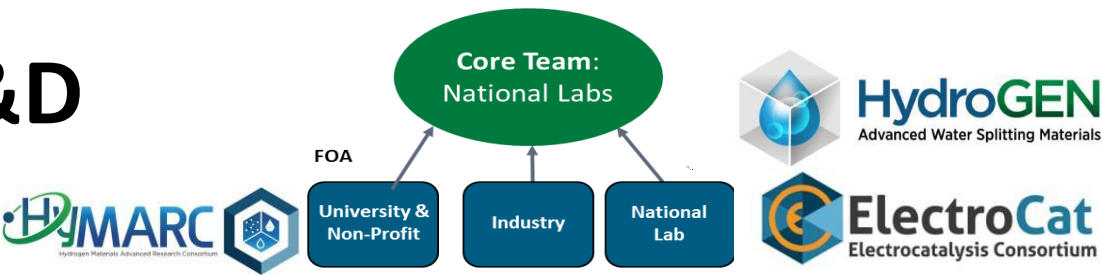 &D
Core Team:
National Labs
FOA
University &
Non-Profit
Industry
National
Lab
HyMARC
Hydrogen Materials Advanced Research Consortium
HydroGEN
Advanced Water Splitting Materials
ElectroCat
Electrocatalysis Consortium